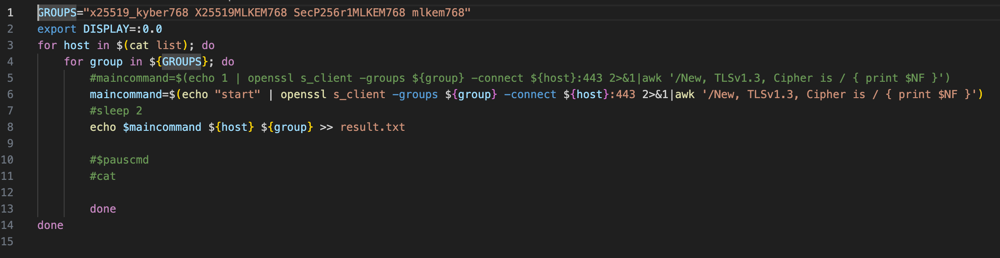 1 GROUPS="x25519_kyber768 X25519MLKEM768 SecP256r1MLKEM768 mlkem768"
2 export DISPLAY=:0.0
3 for host in $(cat list); do
4     for group in ${GROUPS}; do
5         #maincommand=$(echo 1 | openssl s_client -groups ${group} -connect ${host}:443 2>&1|awk '/New, TLSv1.3, Cipher is / { print $NF }')
6         maincommand=$(echo "start" | openssl s_client -groups ${group} -connect ${host}:443 2>&1|awk '/New, TLSv1.3, Cipher is / { print $NF }')
7         #sleep 2
8         echo $maincommand ${host} ${group} >> result.txt
9
10         #$pauscmd
11         #cat
12
13         done
14 done
15